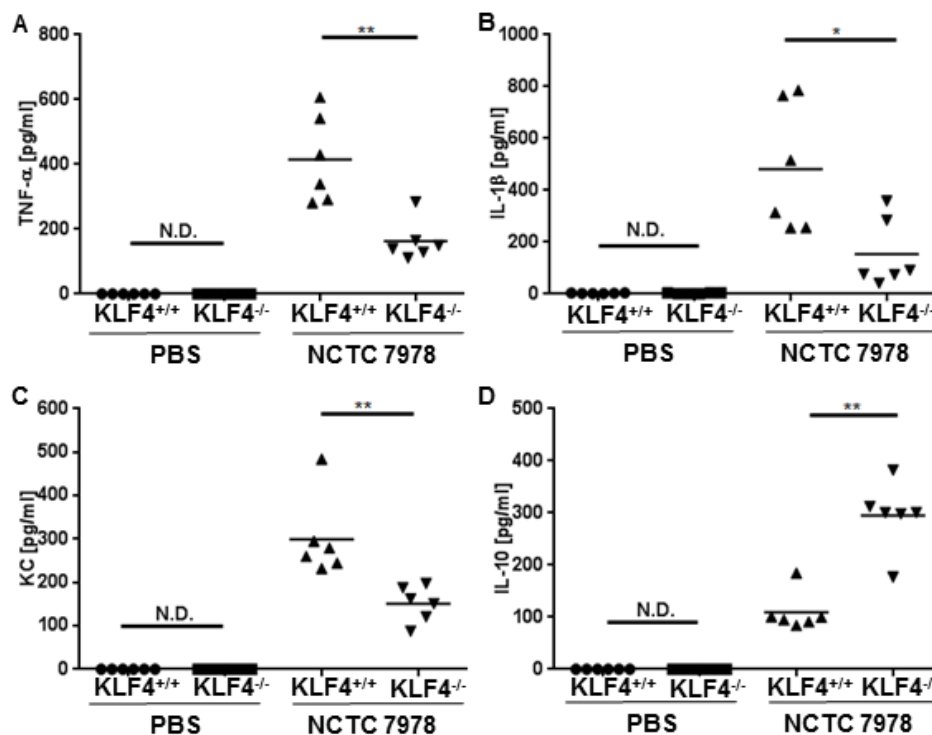 A
TNF-α [pg/ml]
800
600
400
200
0
**
N.D.
KLF4+/+ KLF4-/- KLF4+/+ KLF4-/-
PBS NCTC 7978
B
IL-1β [pg/ml]
1000
800
600
400
200
0
*
N.D.
KLF4+/+ KLF4-/- KLF4+/+ KLF4-/-
PBS NCTC 7978
C
KC [pg/ml]
600
500
400
300
200
100
0
**
N.D.
KLF4+/+ KLF4-/- KLF4+/+ KLF4-/-
PBS NCTC 7978
D
IL-10 [pg/ml]
500
400
300
200
100
0
**
N.D.
KLF4+/+ KLF4-/- KLF4+/+ KLF4-/-
PBS NCTC 7978